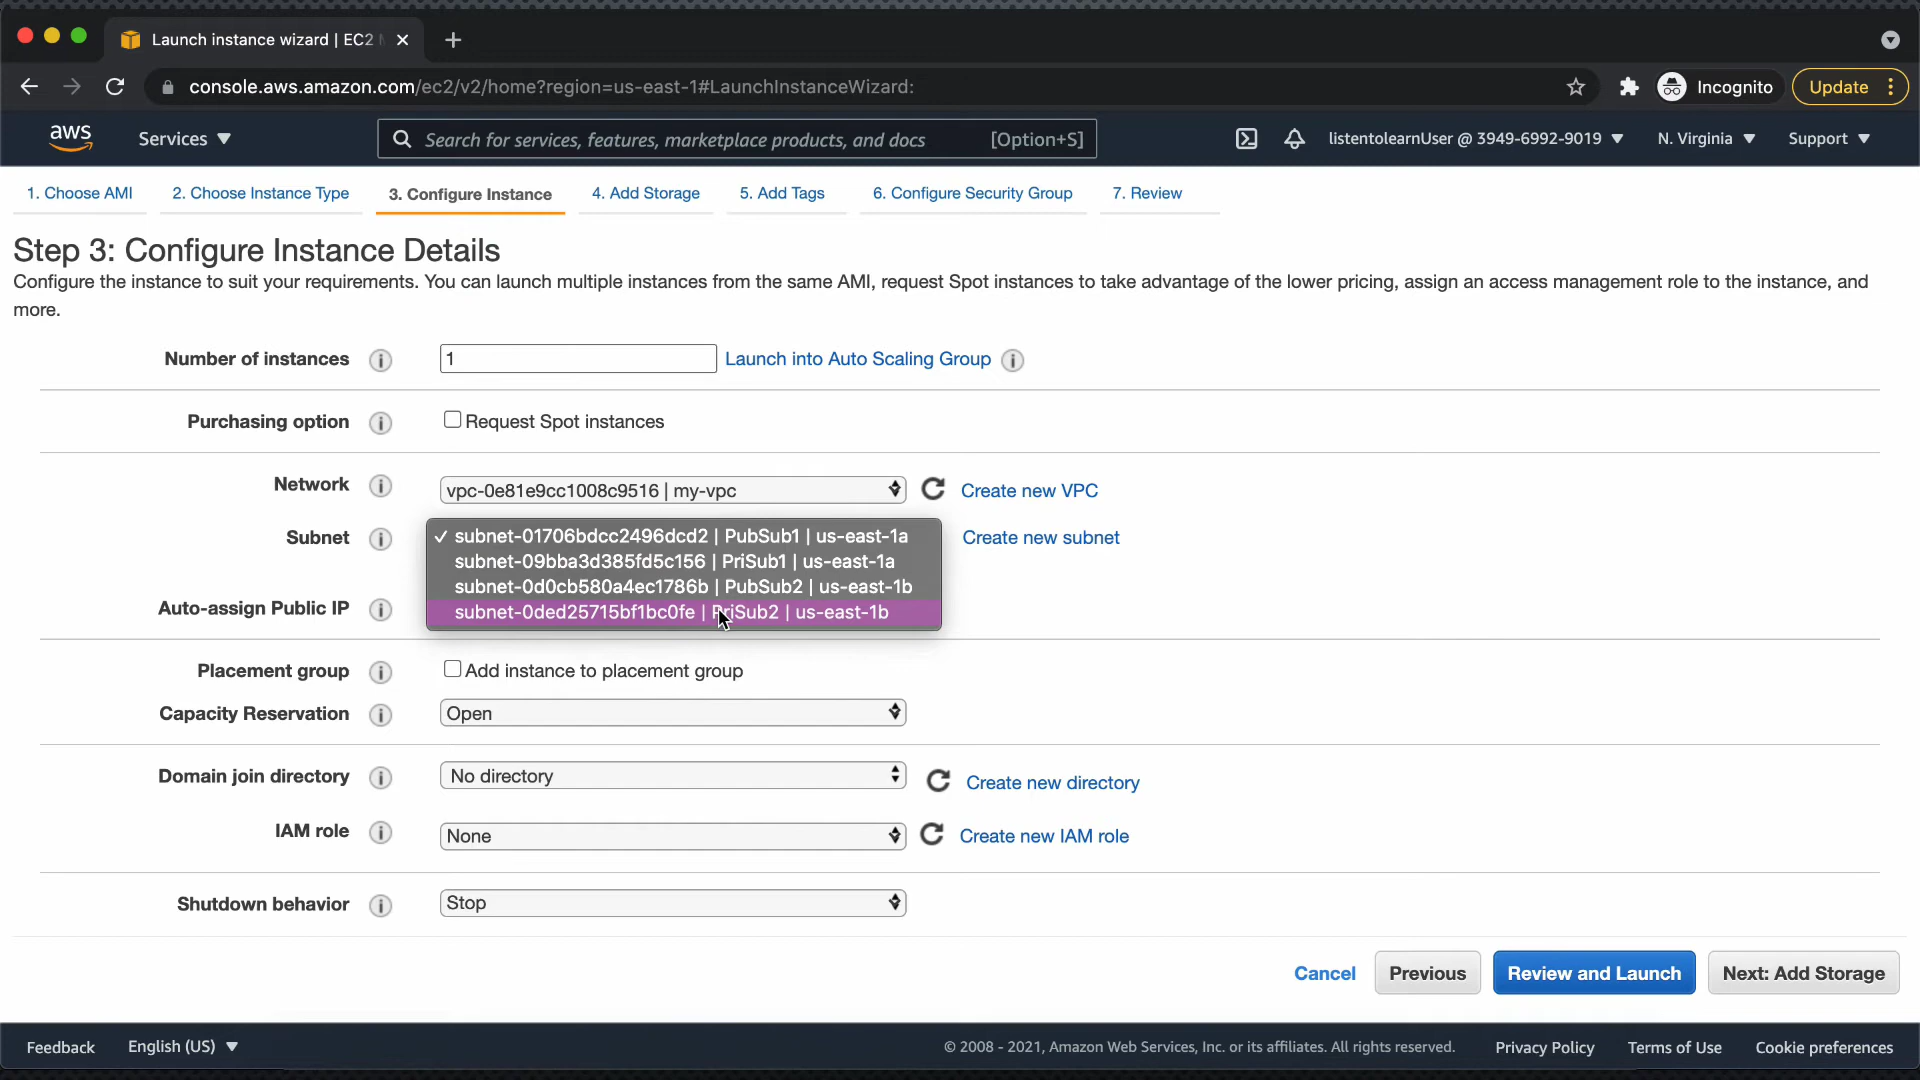 Launch instance wizard | EC2 M
console.aws.amazon.com/ec2/v2/home?region=us-east-1#LaunchInstanceWizard:
Incognito
Update
aws
Services
Search for services, features, marketplace products, and docs
[Option+S]
listentolearnUser @ 3949-6992-9019
N. Virginia
Support
1. Choose AMI
2. Choose Instance Type
3. Configure Instance
4. Add Storage
5. Add Tags
6. Configure Security Group
7. Review
Step 3: Configure Instance Details
Configure the instance to suit your requirements. You can launch multiple instances from the same AMI, request Spot instances to take advantage of the lower pricing, assign an access management role to the instance, and
more.
Number of instances
1
Launch into Auto Scaling Group
Purchasing option
Request Spot instances
Network
vpc-0e81e9cc1008c9516 | my-vpc
Create new VPC
Subnet
subnet-01706bdcc2496dcd2 | PubSub1 | us-east-1a
subnet-09bba3d385fd5c156 | PriSub1 | us-east-1a
subnet-0d0cb580a4ec1786b | PubSub2 | us-east-1b
subnet-0ded25715bf1bc0fe | PriSub2 | us-east-1b
Create new subnet
Auto-assign Public IP
Placement group
Add instance to placement group
Capacity Reservation
Open
Domain join directory
No directory
Create new directory
IAM role
None
Create new IAM role
Shutdown behavior
Stop
Cancel
Previous
Review and Launch
Next: Add Storage
Feedback
English (US)
© 2008 - 2021, Amazon Web Services, Inc. or its affiliates. All rights reserved.
Privacy Policy
Terms of Use
Cookie preferences